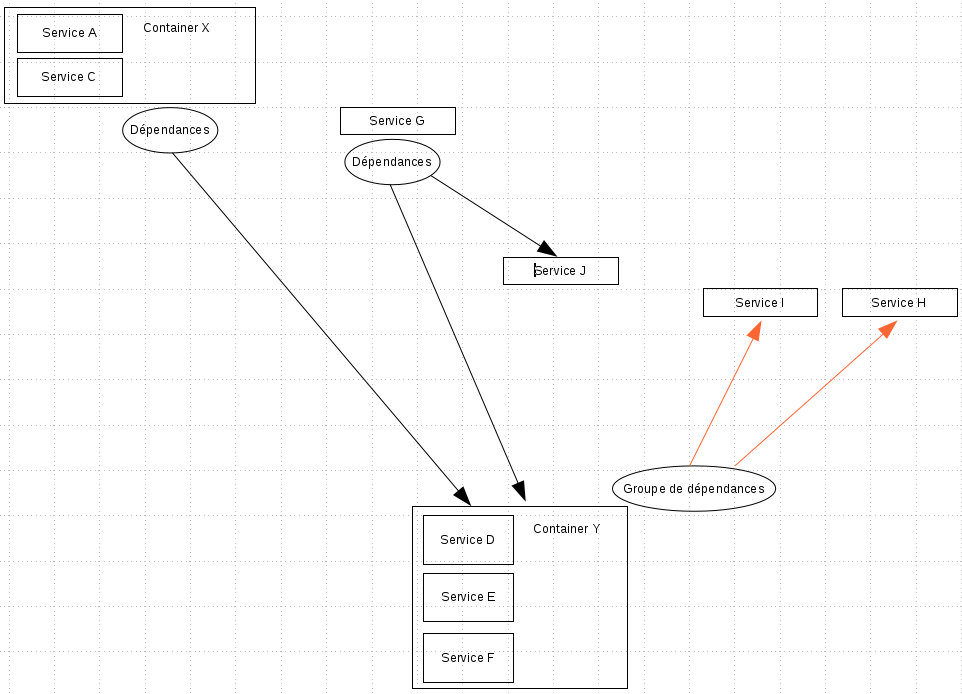 Service A
Container X
Service C
Dépendances
Service G
Dépendances
Service J
Service I
Service H
Groupe de dépendances
Container Y
Service D
Service E
Service F